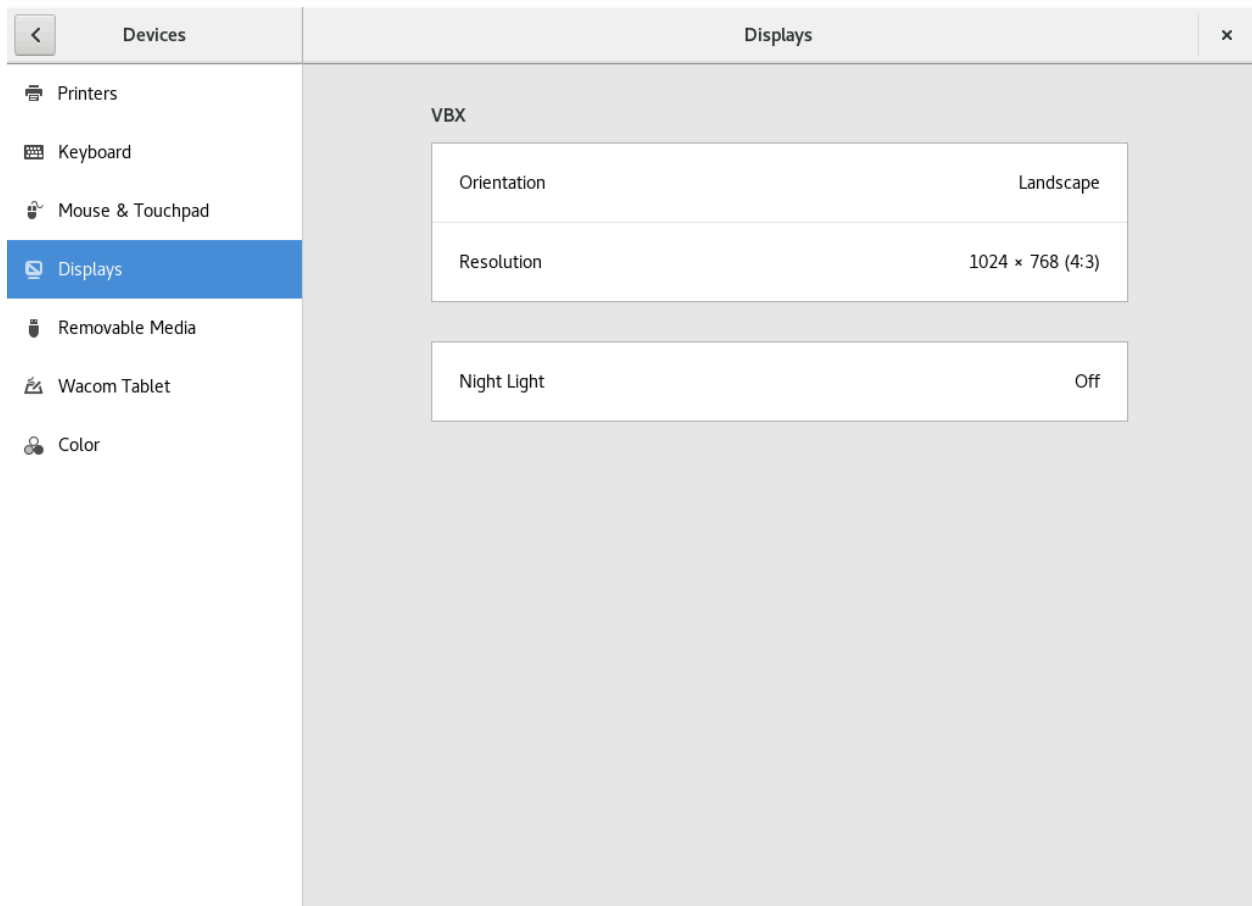 Devices
Displays
Printers
Keyboard
Mouse & Touchpad
Displays
Removable Media
Wacom Tablet
Color
VBX
Orientation Landscape
Resolution 1024 × 768 (4:3)
Night Light Off